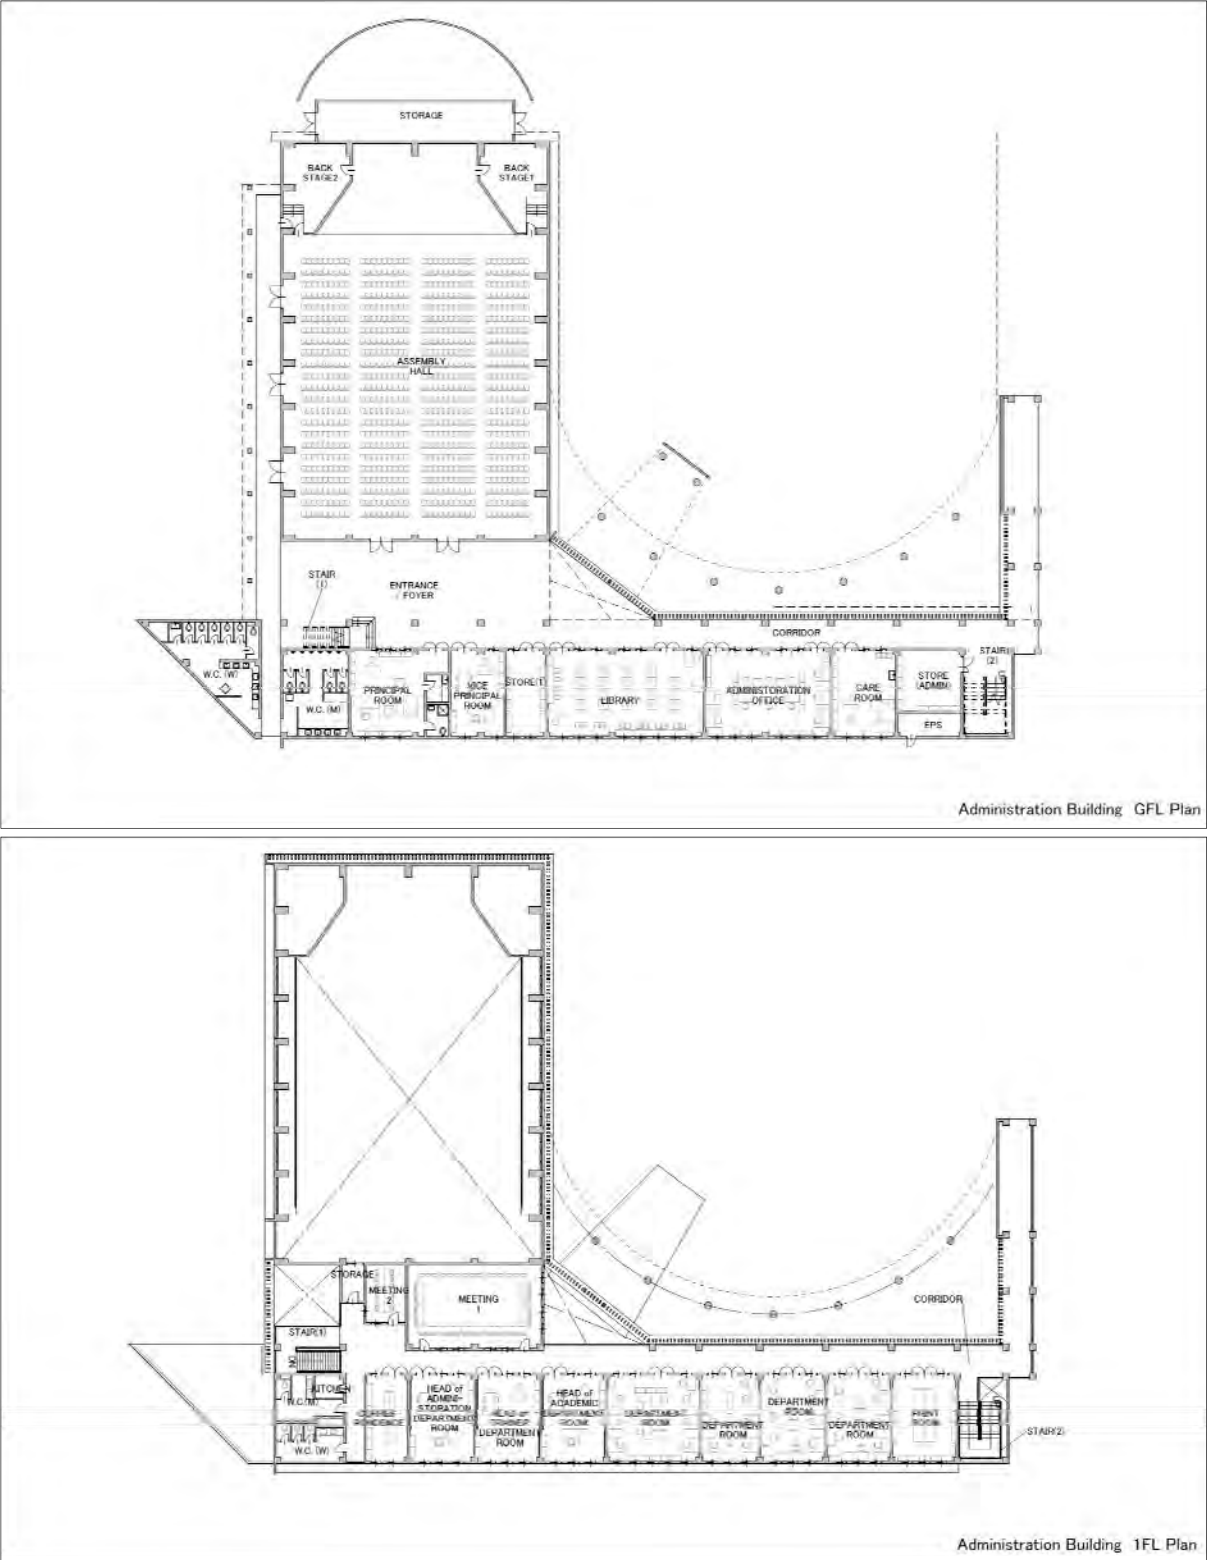 STORAGE
BACK
STAGE2
BACK
STAGE1
ASSEMBLY
HALL
STAIR
(1)
ENTRANCE
/ FOYER
CORRIDOR
STAIR
(2)
W.C. (W)
W.C. (M)
PRINCIPAL
ROOM
VICE
PRINCIPAL
ROOM
STORE(1)
LIBRARY
ADMINISTORATION
OFFICE
CARE
ROOM
STORE
(ADMIN)
EPS
Administration Building GFL Plan
STORAGE
MEETING
2
MEETING
1
CORRIDOR
STAIR(1)
KITCHEN
W.C.(M)
W.C. (W)
HEAD of
ADMINI-
STORATION
DEPARTMENT
ROOM
HEAD of
DEPARTMENT
ROOM
HEAD of
ACADEMIC
DEPARTMENT
ROOM
DEPARTMENT
ROOM
DEPARTMENT
ROOM
DEPARTMENT
ROOM
DEPARTMENT
ROOM
PRINT
ROOM
STAIR(2)
Administration Building 1FL Plan